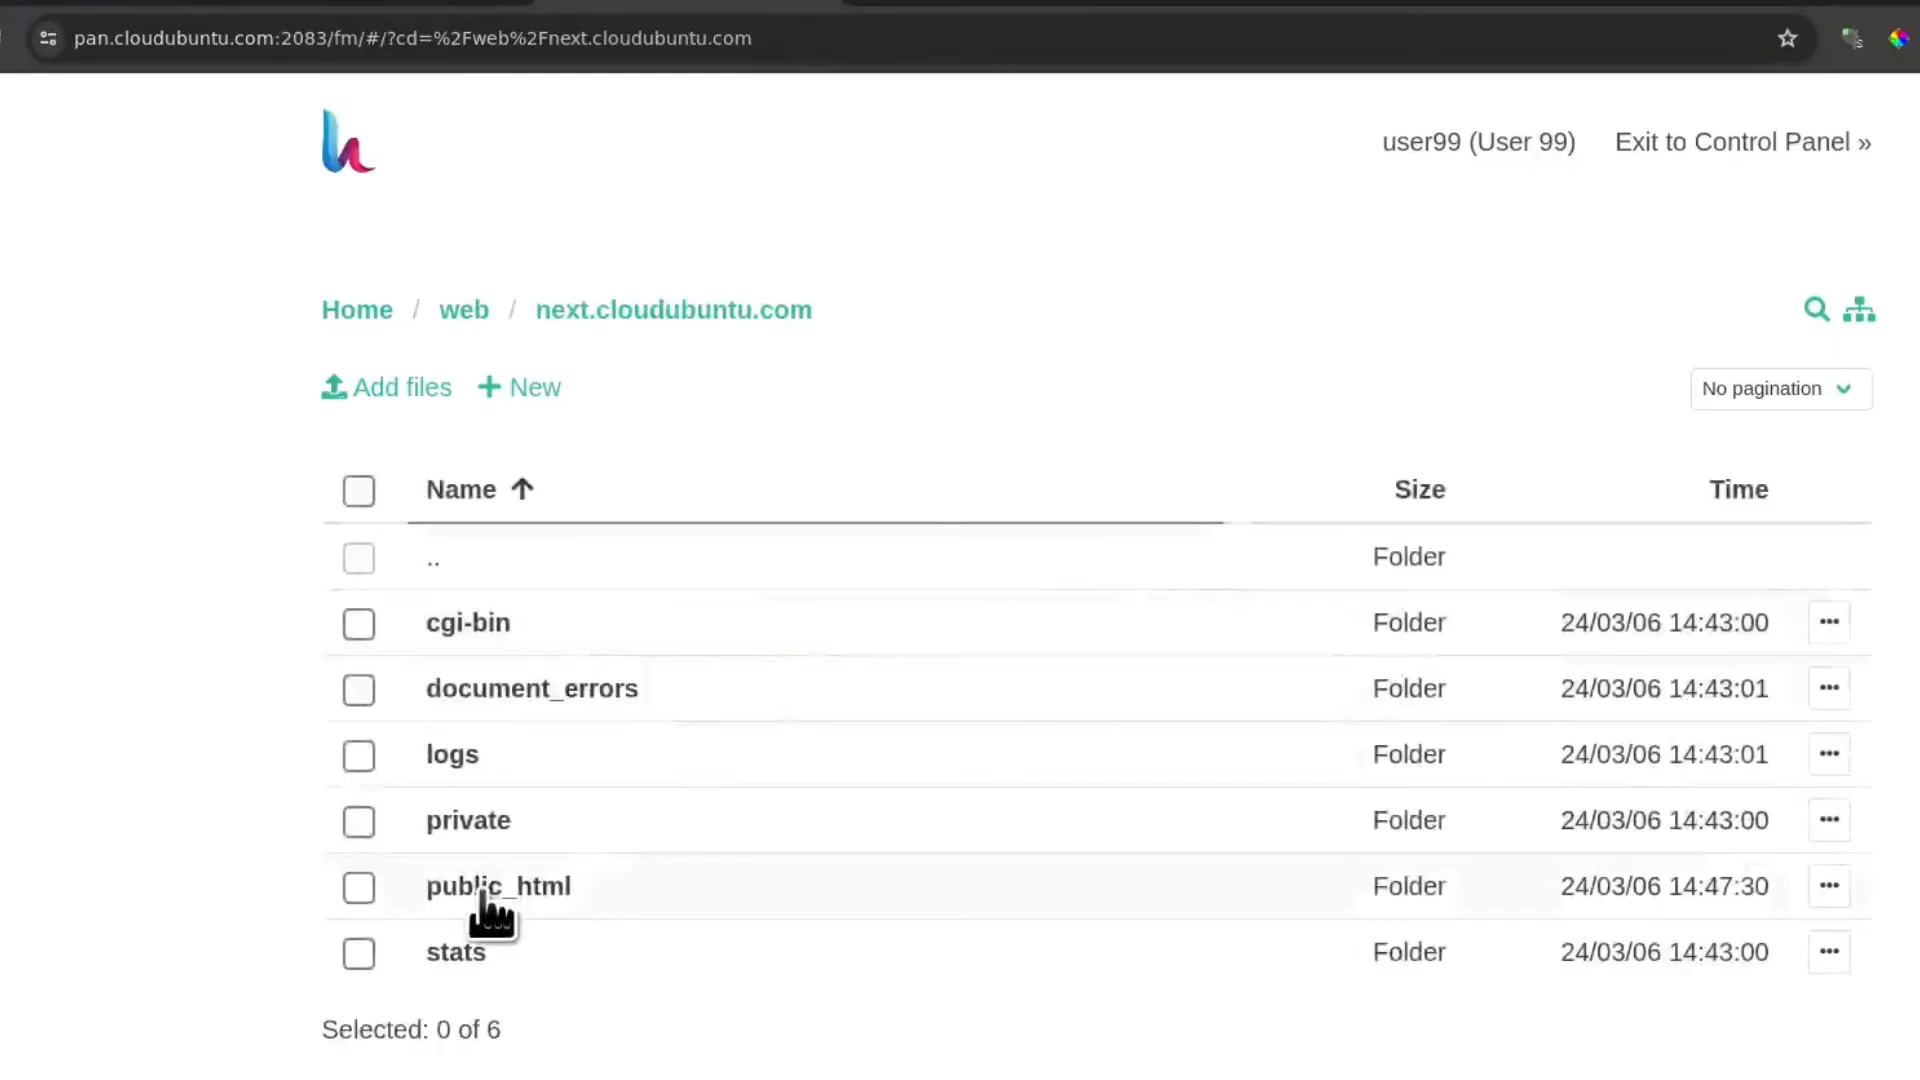 pan.cloudubuntu.com:2083/fm/#/?cd=%2Fweb%2Fnext.cloudubuntu.com
user99 (User 99) Exit to Control Panel »
Home / web / next.cloudubuntu.com
Add files + New No pagination
Name Size Time
.. Folder
cgi-bin Folder 24/03/06 14:43:00
document_errors Folder 24/03/06 14:43:01
logs Folder 24/03/06 14:43:01
private Folder 24/03/06 14:43:00
public_html Folder 24/03/06 14:47:30
stats Folder 24/03/06 14:43:00
Selected: 0 of 6